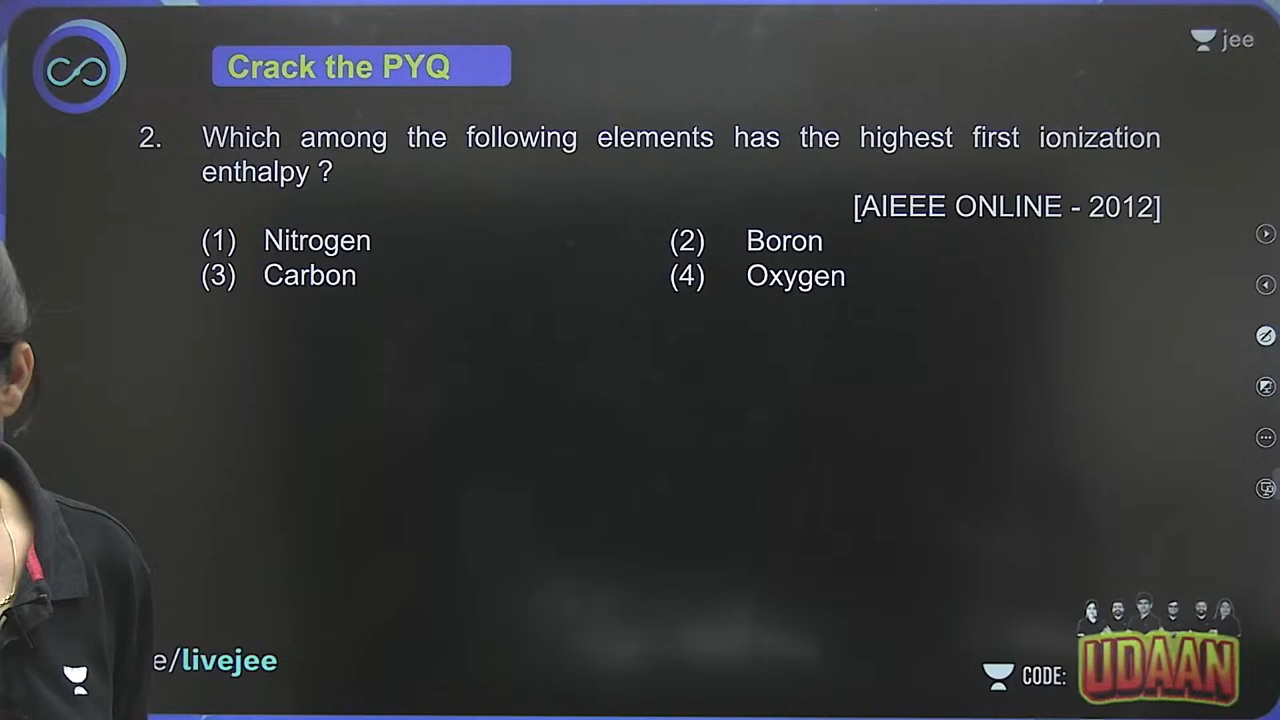 Crack the PYQ
jee
2. Which among the following elements has the highest first ionization
enthalpy ?
[AIEEE ONLINE - 2012]
(1) Nitrogen (2) Boron
(3) Carbon (4) Oxygen
e/livejee
CODE: UDAAN